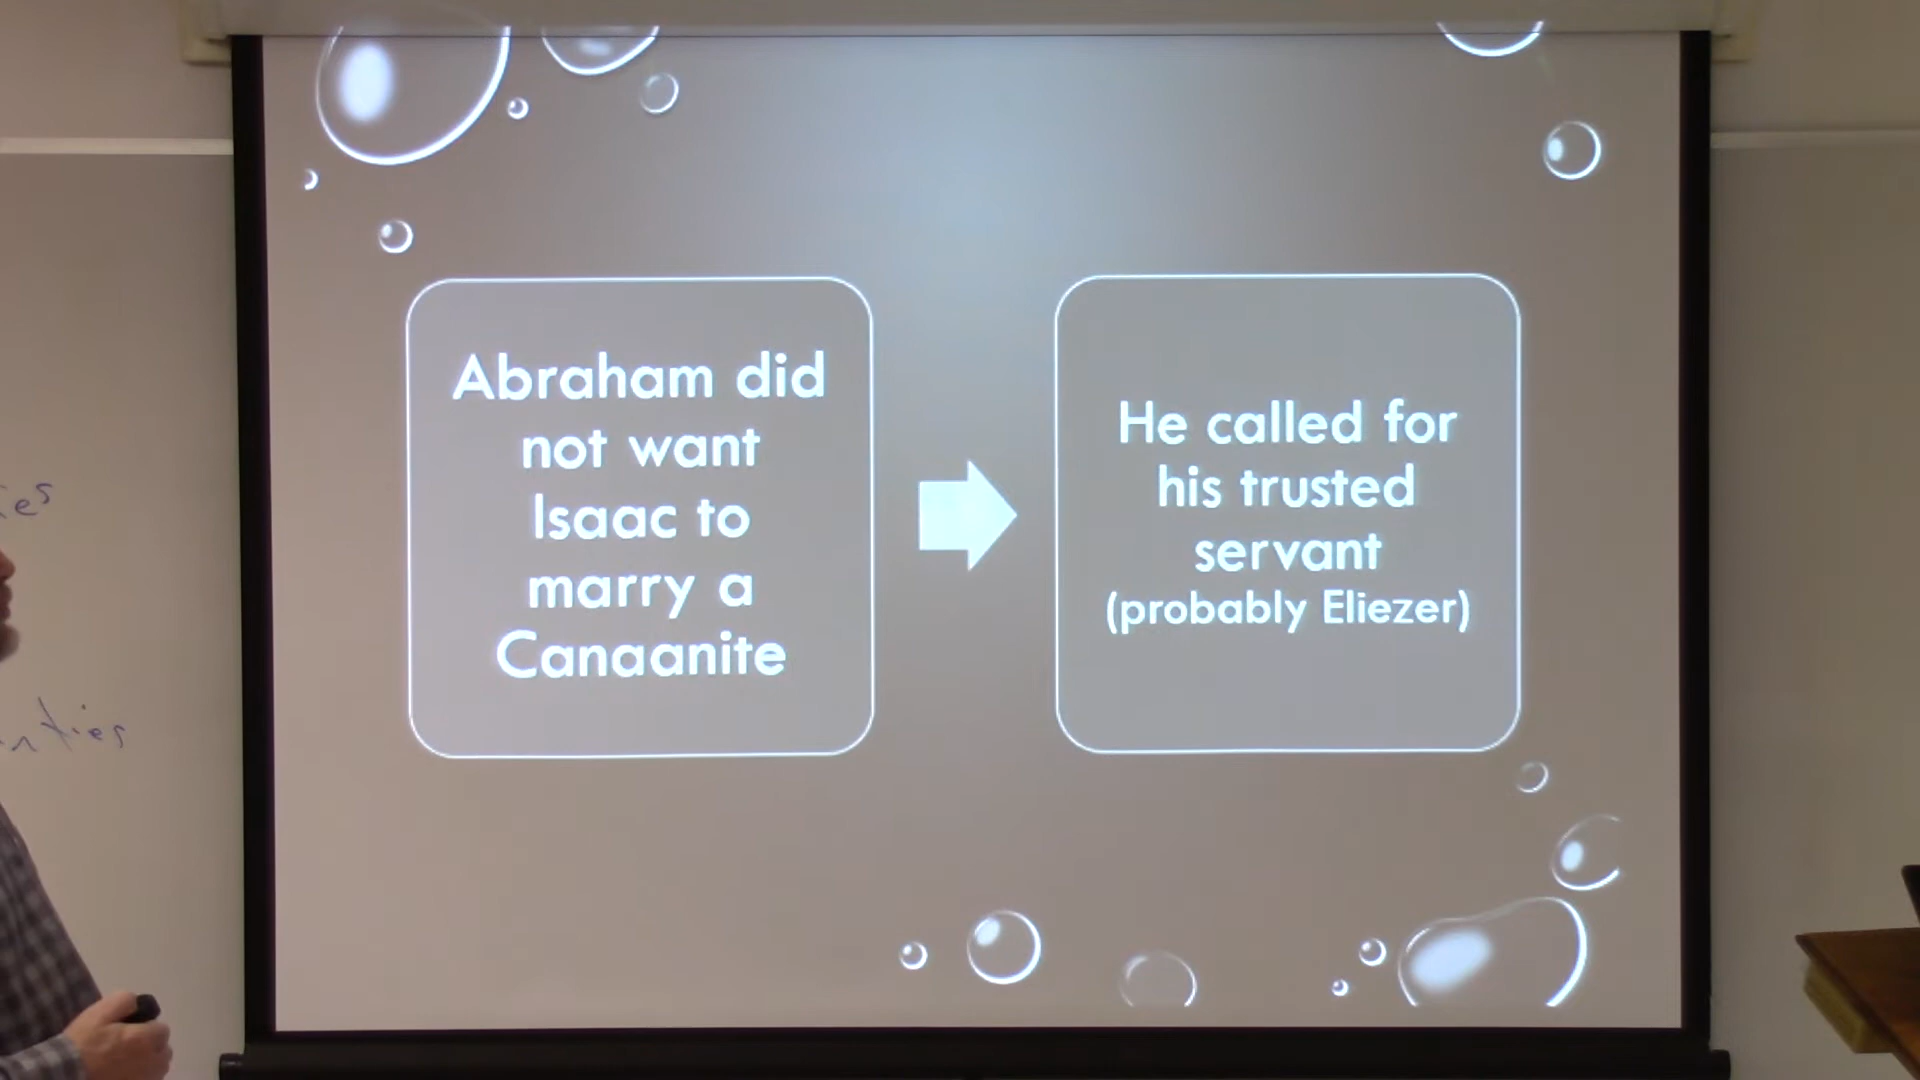 Abraham did
not want
Isaac to
marry a
Canaanite
He called for
his trusted
servant
(probably Eliezer)